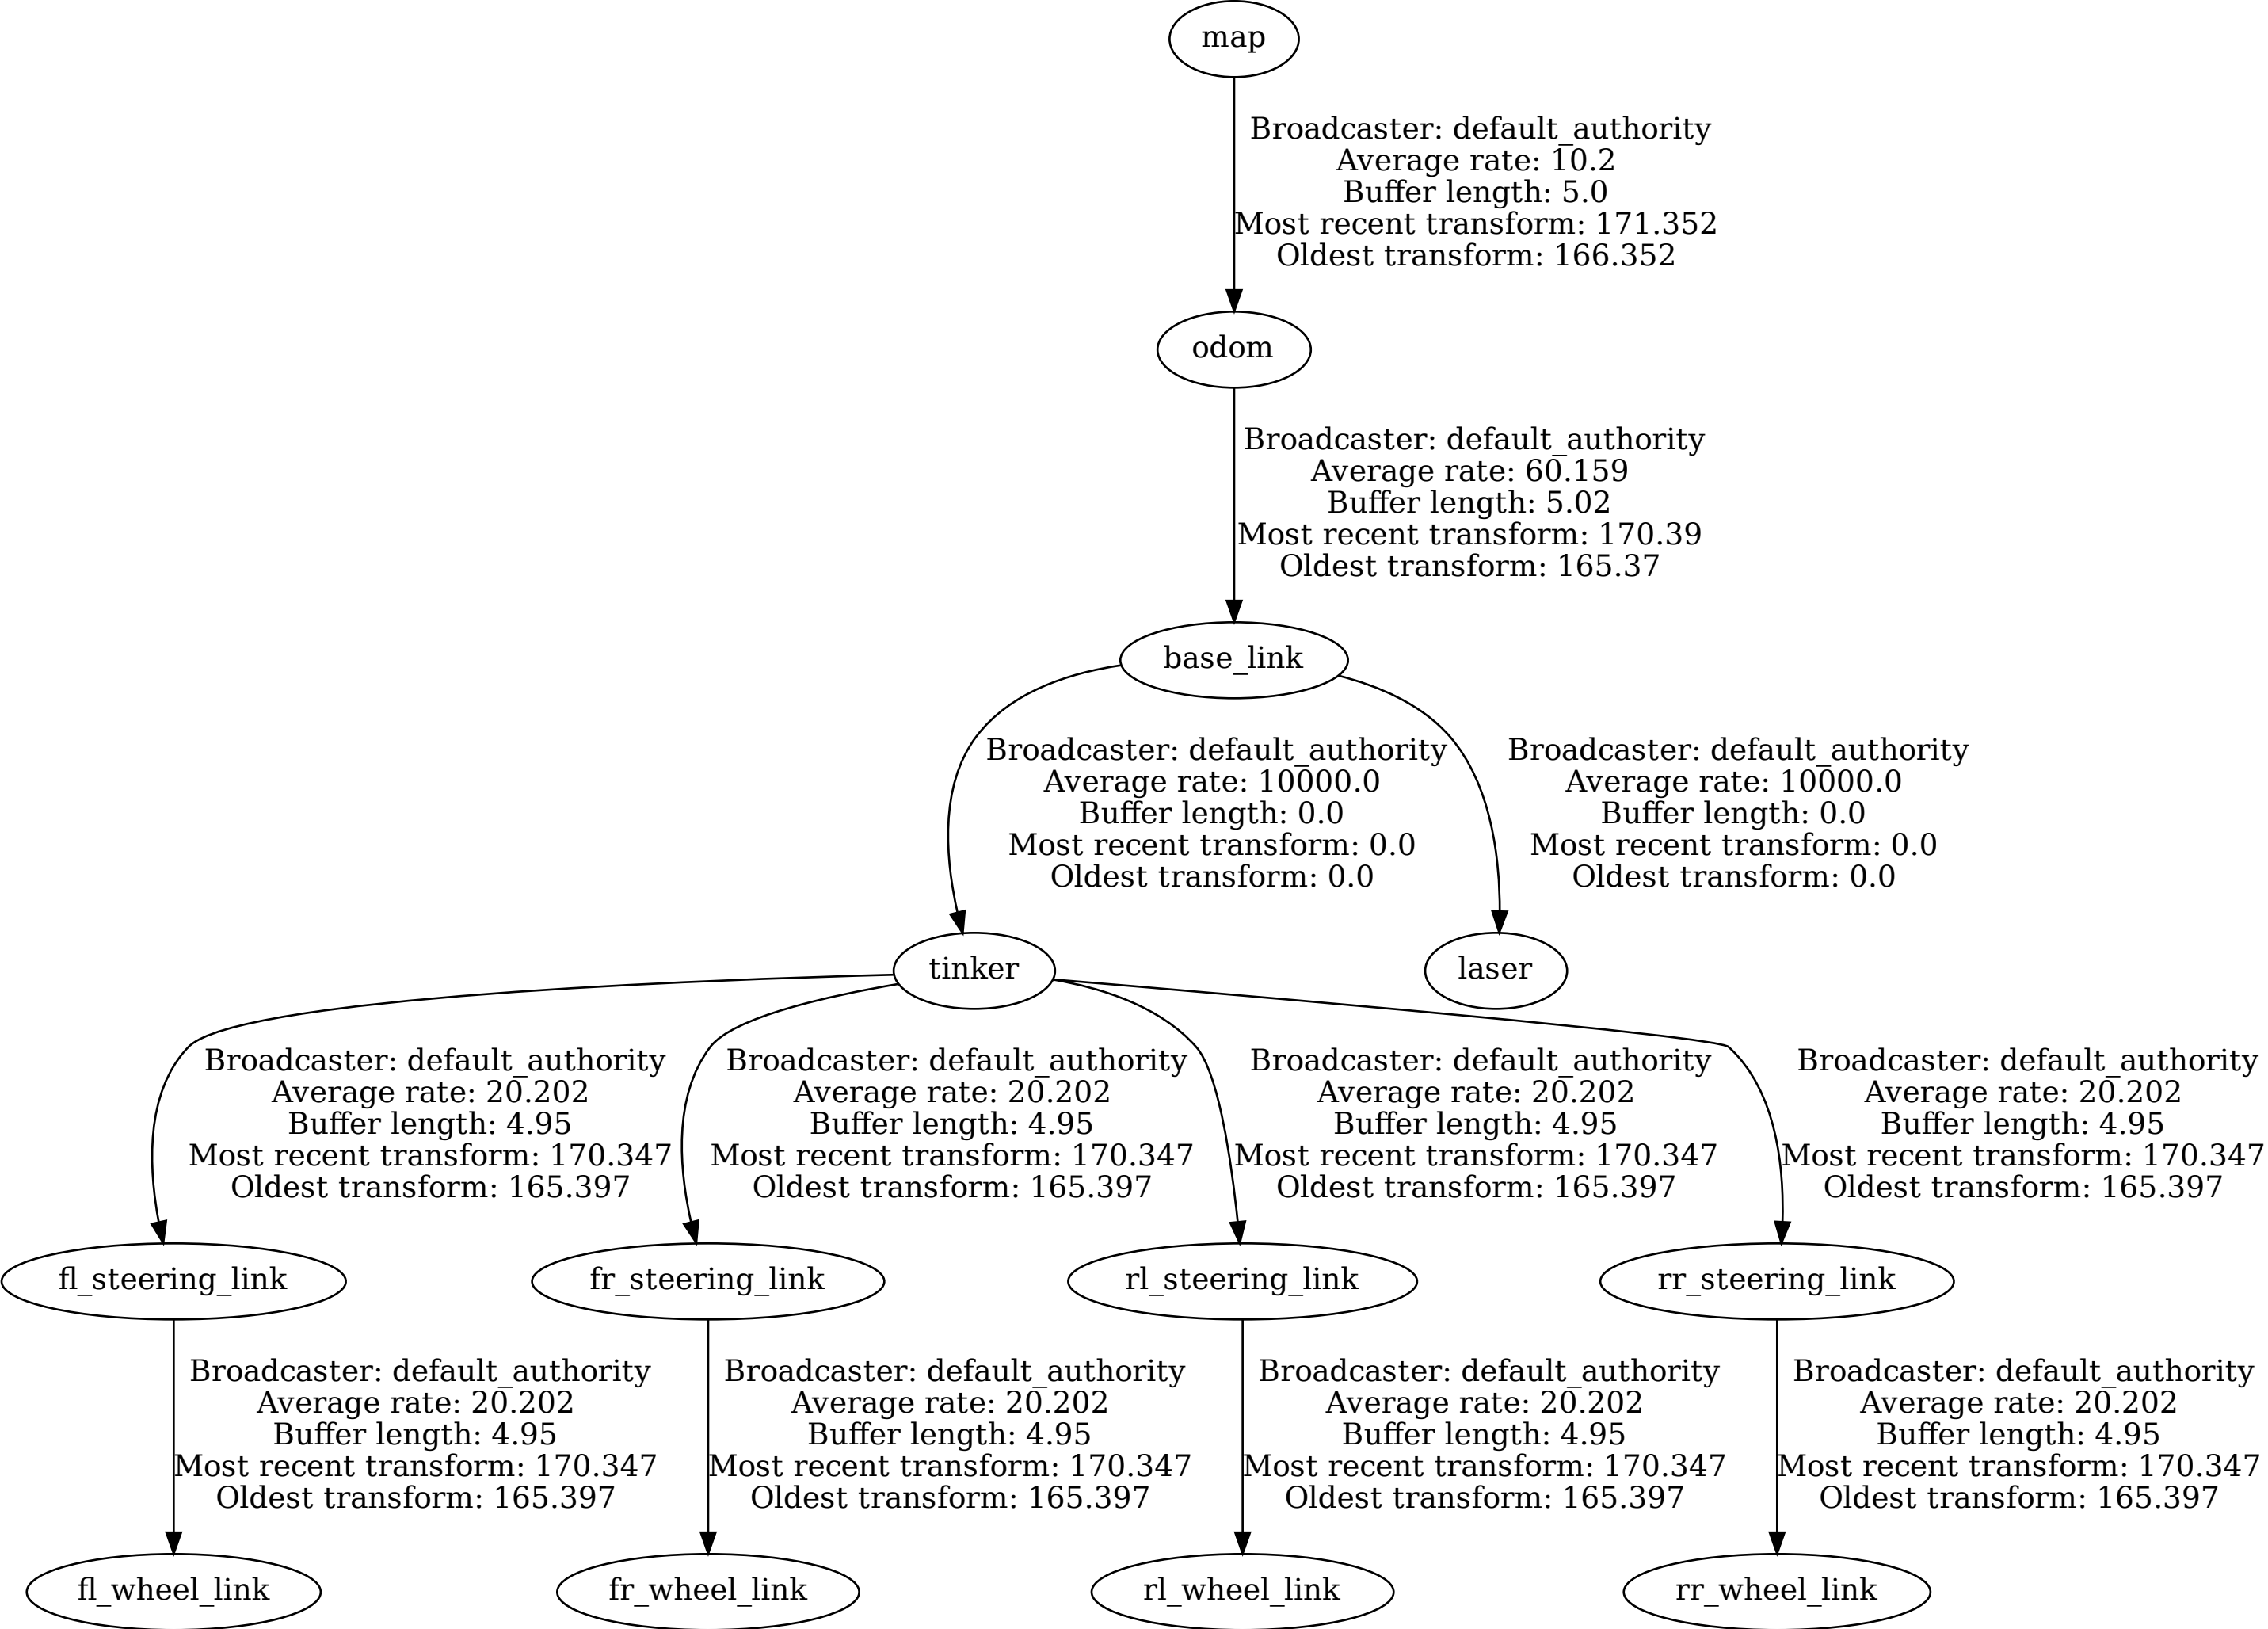 map
Broadcaster: default_authority
Average rate: 10.2
Buffer length: 5.0
Most recent transform: 171.352
Oldest transform: 166.352
odom
Broadcaster: default_authority
Average rate: 60.159
Buffer length: 5.02
Most recent transform: 170.39
Oldest transform: 165.37
base_link
Broadcaster: default_authority
Average rate: 10000.0
Buffer length: 0.0
Most recent transform: 0.0
Oldest transform: 0.0
Broadcaster: default_authority
Average rate: 10000.0
Buffer length: 0.0
Most recent transform: 0.0
Oldest transform: 0.0
tinker
laser
Broadcaster: default_authority
Average rate: 20.202
Buffer length: 4.95
Most recent transform: 170.347
Oldest transform: 165.397
Broadcaster: default_authority
Average rate: 20.202
Buffer length: 4.95
Most recent transform: 170.347
Oldest transform: 165.397
Broadcaster: default_authority
Average rate: 20.202
Buffer length: 4.95
Most recent transform: 170.347
Oldest transform: 165.397
Broadcaster: default_authority
Average rate: 20.202
Buffer length: 4.95
Most recent transform: 170.347
Oldest transform: 165.397
fl_steering_link
fr_steering_link
rl_steering_link
rr_steering_link
Broadcaster: default_authority
Average rate: 20.202
Buffer length: 4.95
Most recent transform: 170.347
Oldest transform: 165.397
Broadcaster: default_authority
Average rate: 20.202
Buffer length: 4.95
Most recent transform: 170.347
Oldest transform: 165.397
Broadcaster: default_authority
Average rate: 20.202
Buffer length: 4.95
Most recent transform: 170.347
Oldest transform: 165.397
Broadcaster: default_authority
Average rate: 20.202
Buffer length: 4.95
Most recent transform: 170.347
Oldest transform: 165.397
fl_wheel_link
fr_wheel_link
rl_wheel_link
rr_wheel_link